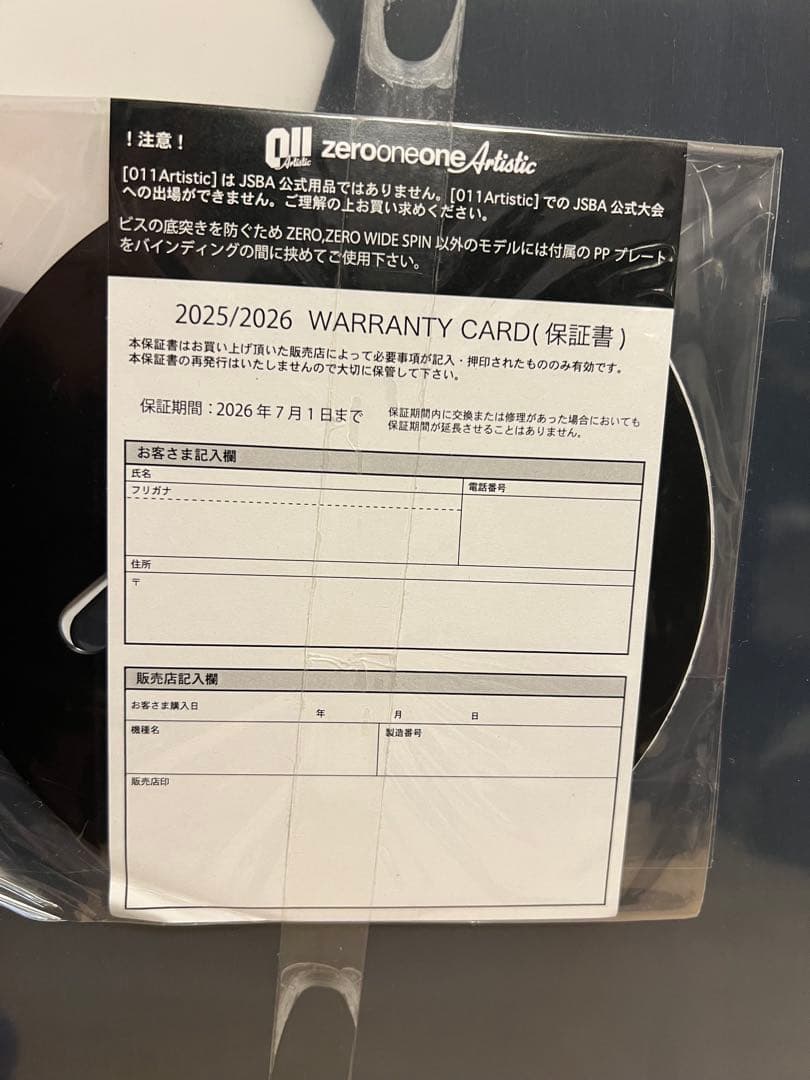 ！注意！
011 Artistic zerooneone Artistic
[011Artistic] は JSBA 公式用品ではありません。[011Artistic] での JSBA 公式大会
への出場ができません。ご理解の上お買い求めください。
ビスの底突きを防ぐため ZERO,ZERO WIDE SPIN 以外のモデルには付属の PP プレート
をバインディングの間に挟めてご使用下さい。
2025/2026 WARRANTY CARD(保証書)
本保証書はお買い上げ頂いた販売店によって必要事項が記入・押印されたもののみ有効です。
本保証書の再発行はいたしませんので大切に保管して下さい。
保証期間：2026年7月1日まで
保証期間内に交換または修理があった場合においても
保証期間が延長させることはありません。
お客さま記入欄
氏名
フリガナ
電話番号
住所
〒
販売店記入欄
お客さま購入日 年 月 日
機種名
製造番号
販売店印